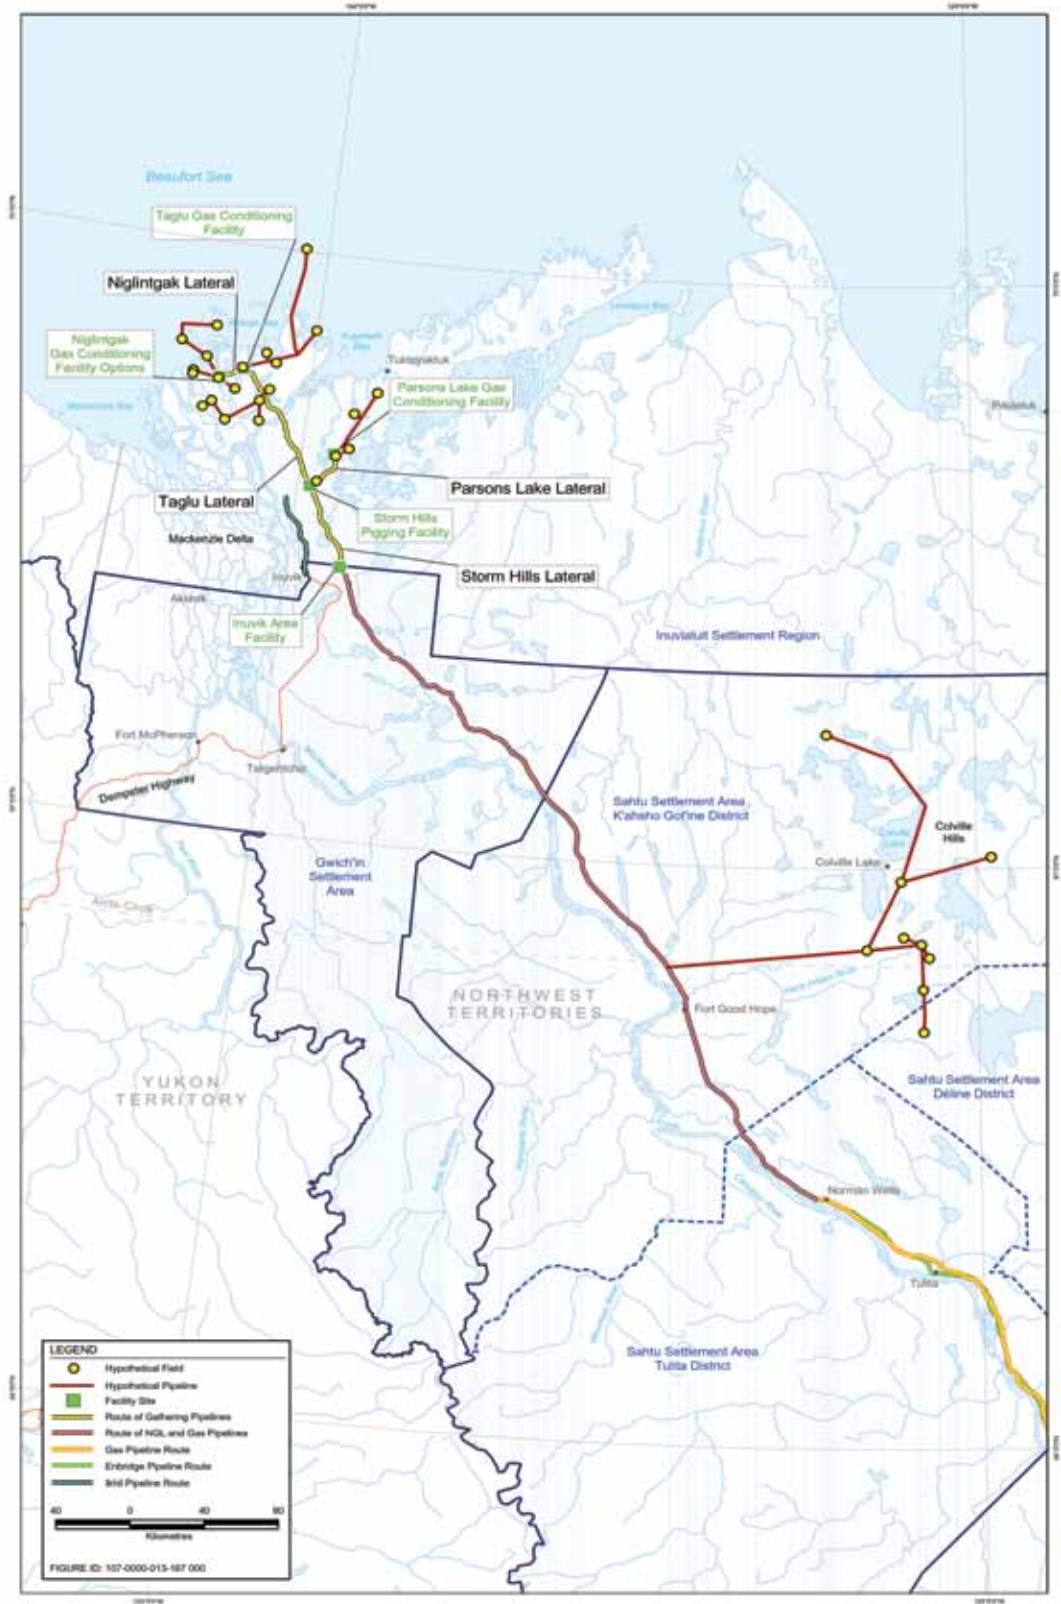 Beaufort Sea
Taglu Gas Conditioning
Facility
Niglintgak Lateral
Niglintgak
Gas Conditioning
Facility Options
Tuktoyaktuk
Parsons Lake Gas
Conditioning Facility
Paulatuk
Taglu Lateral
Parsons Lake Lateral
Storm Hills
Pigging Facility
Mackenzie Delta
Storm Hills Lateral
Inuvik
Aklavik
Inuvik Area
Facility
Inuvialuit Settlement Region
Fort McPherson
Tsiigehtchic
Dempster Highway
Sahtu Settlement Area
K'ahsho Got'ine District
Colville
Hills
Colville Lake
Gwich'in
Settlement
Area
Arctic Circle
NORTHWEST
TERRITORIES
Fort Good Hope
YUKON
TERRITORY
Sahtu Settlement Area
Déline District
Norman Wells
Tulita
Sahtu Settlement Area
Tulita District
LEGEND
Hypothetical Field
Hypothetical Pipeline
Facility Site
Route of Gathering Pipelines
Route of NGL and Gas Pipelines
Gas Pipeline Route
Enbridge Pipeline Route
Ikhil Pipeline Route
40 0 40 80
Kilometres
FIGURE ID: 107-0000-013-167 000